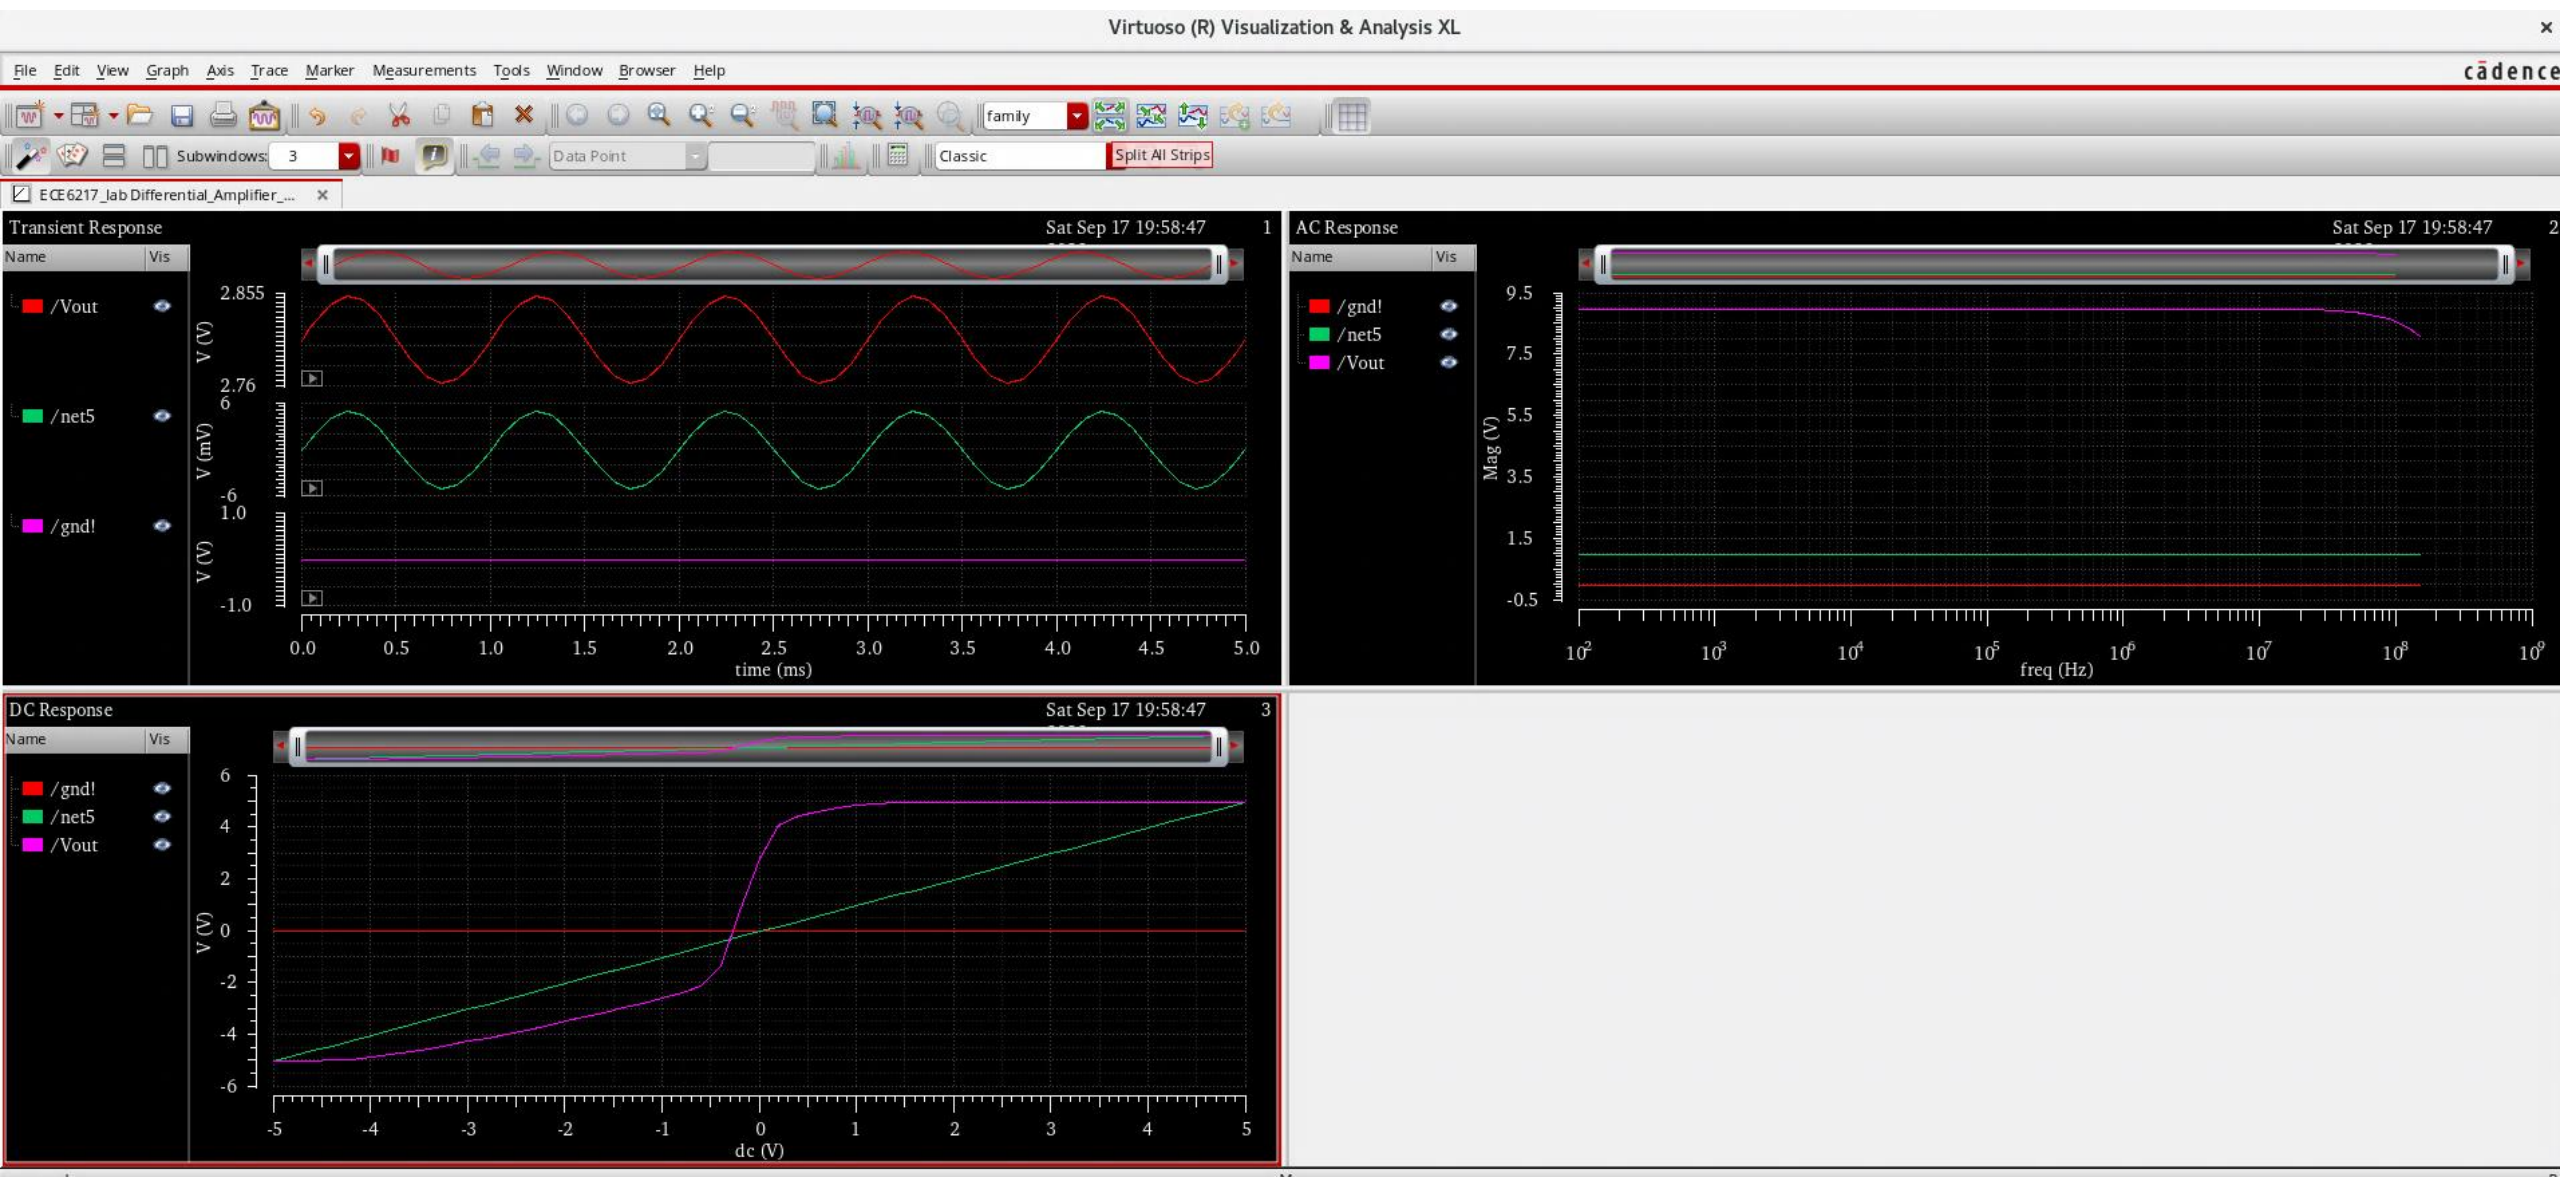 Virtuoso (R) Visualization & Analysis XL
File Edit View Graph Axis Trace Marker Measurements Tools Window Browser Help
cādence
family
Subwindows: 3
Data Point
Classic
Split All Strips
ECE6217_lab Differential_Amplifier_...
Transient Response
Sat Sep 17 19:58:47
1
Name Vis
/Vout
/net5
/gnd!
V (V)
2.855
2.76
V (mV)
6
-6
V (V)
1.0
-1.0
0.0 0.5 1.0 1.5 2.0 2.5 3.0 3.5 4.0 4.5 5.0
time (ms)
AC Response
Sat Sep 17 19:58:47
2
Name Vis
/gnd!
/net5
/Vout
Mag (V)
9.5
7.5
5.5
3.5
1.5
-0.5
10² 10³ 10⁴ 10⁵ 10⁶ 10⁷ 10⁸ 10⁹
freq (Hz)
DC Response
Sat Sep 17 19:58:47
3
Name Vis
/gnd!
/net5
/Vout
V (V)
6
4
2
0
-2
-4
-6
-5 -4 -3 -2 -1 0 1 2 3 4 5
dc (V)